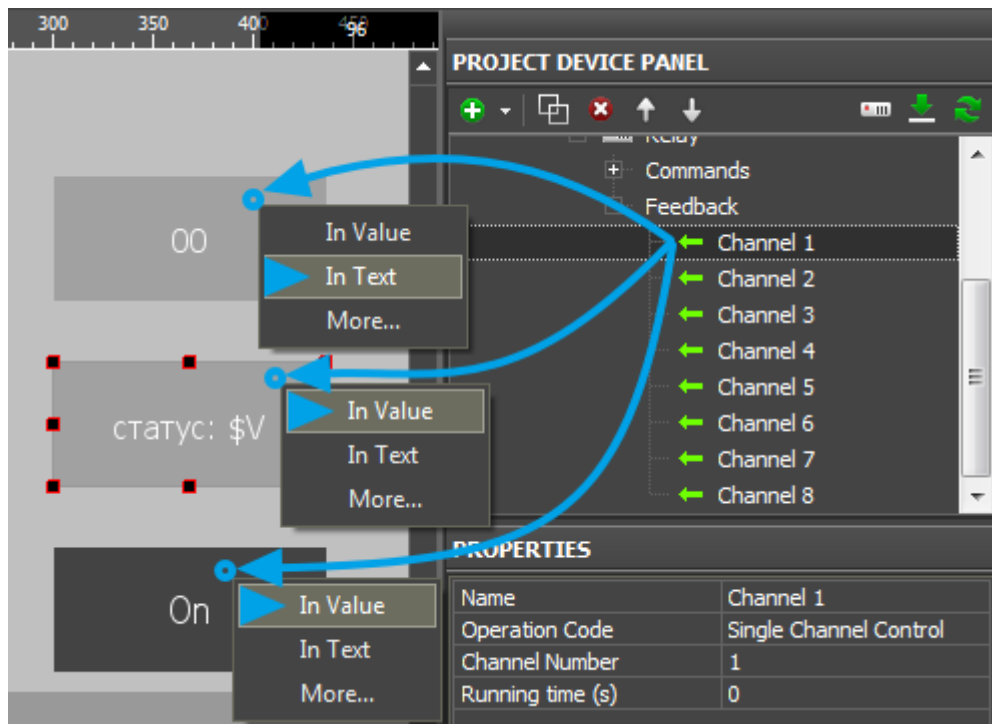 300 350 400 450
96
PROJECT DEVICE PANEL
Relay
Commands
Feedback
Channel 1
Channel 2
Channel 3
Channel 4
Channel 5
Channel 6
Channel 7
Channel 8
00
In Value
In Text
More...
статус: $V
In Value
In Text
More...
On
In Value
In Text
More...
PROPERTIES
Name Channel 1
Operation Code Single Channel Control
Channel Number 1
Running time (s) 0